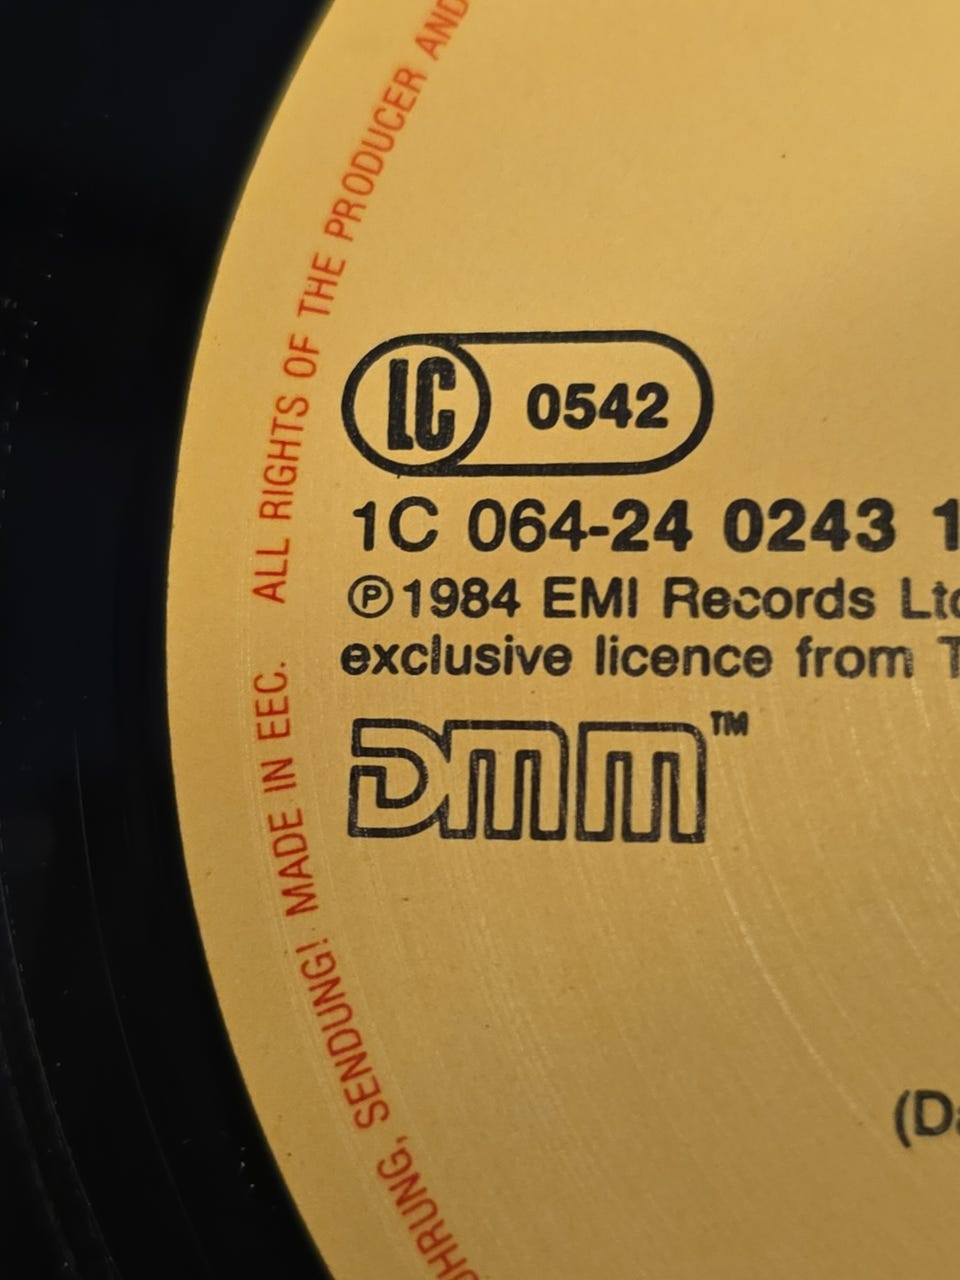 ALL RIGHTS OF THE PRODUCER AND
LC 0542
1C 064-24 0243 1
℗1984 EMI Records
exclusive licence from
DMM™
MADE IN EEC.
SENDUNG!